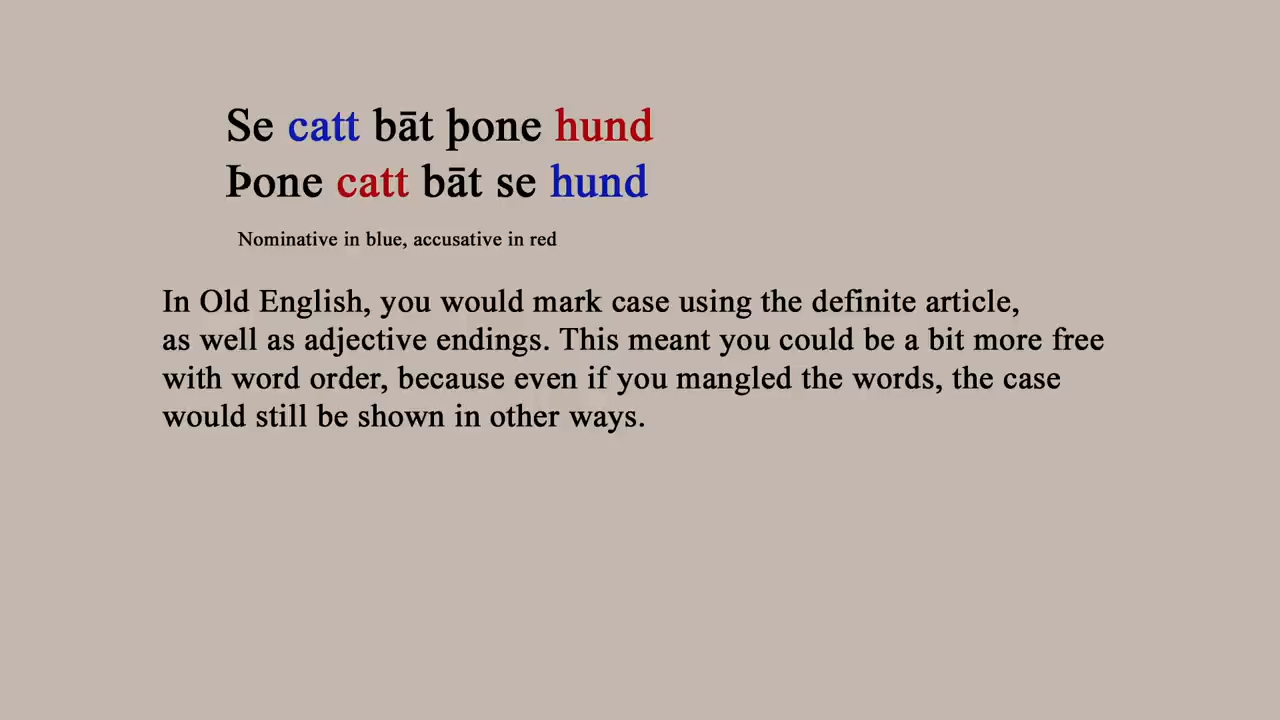 Se catt bāt þone hund
Þone catt bāt se hund
Nominative in blue, accusative in red
In Old English, you would mark case using the definite article,
as well as adjective endings. This meant you could be a bit more free
with word order, because even if you mangled the words, the case
would still be shown in other ways.